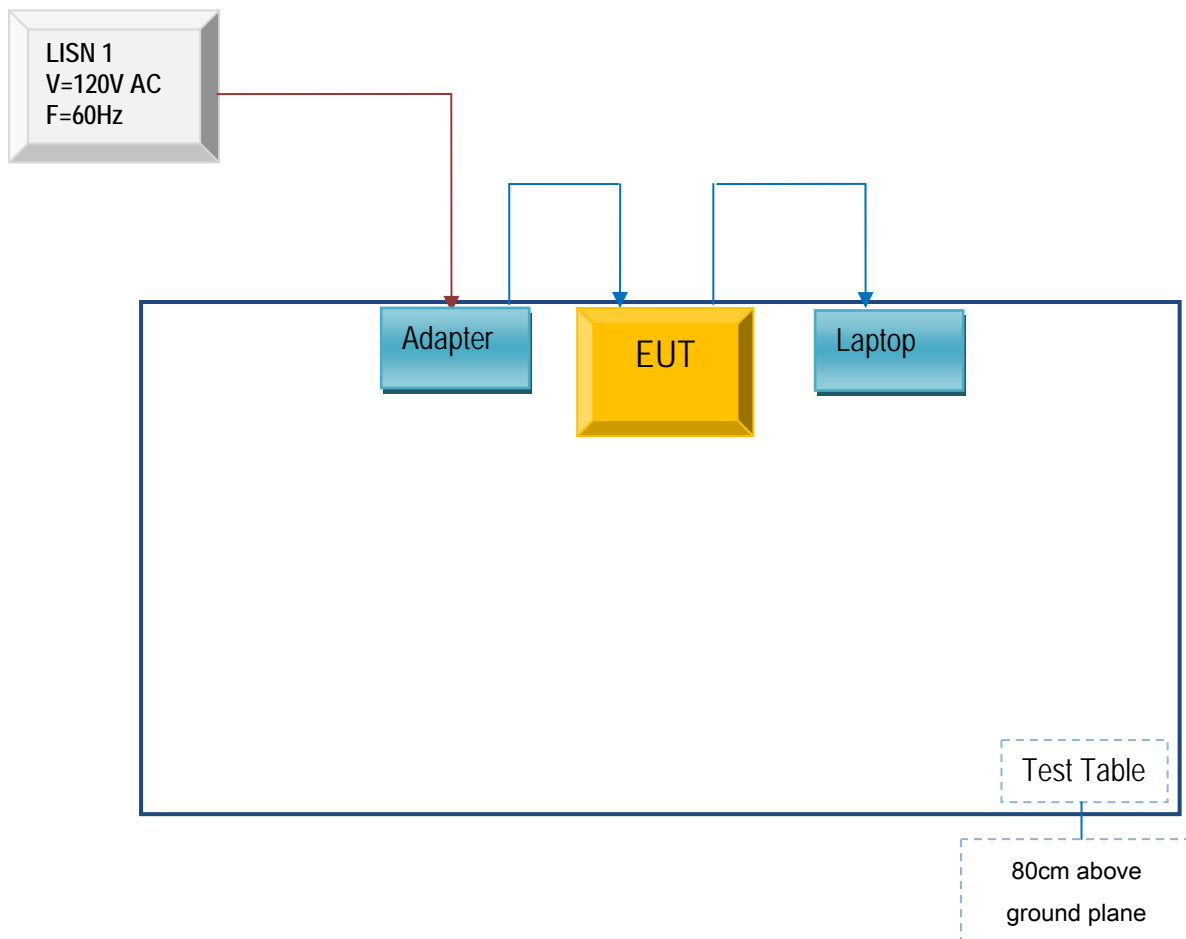 LISN 1
V=120V AC
F=60Hz
Adapter
EUT
Laptop
Test Table
80cm above
ground plane